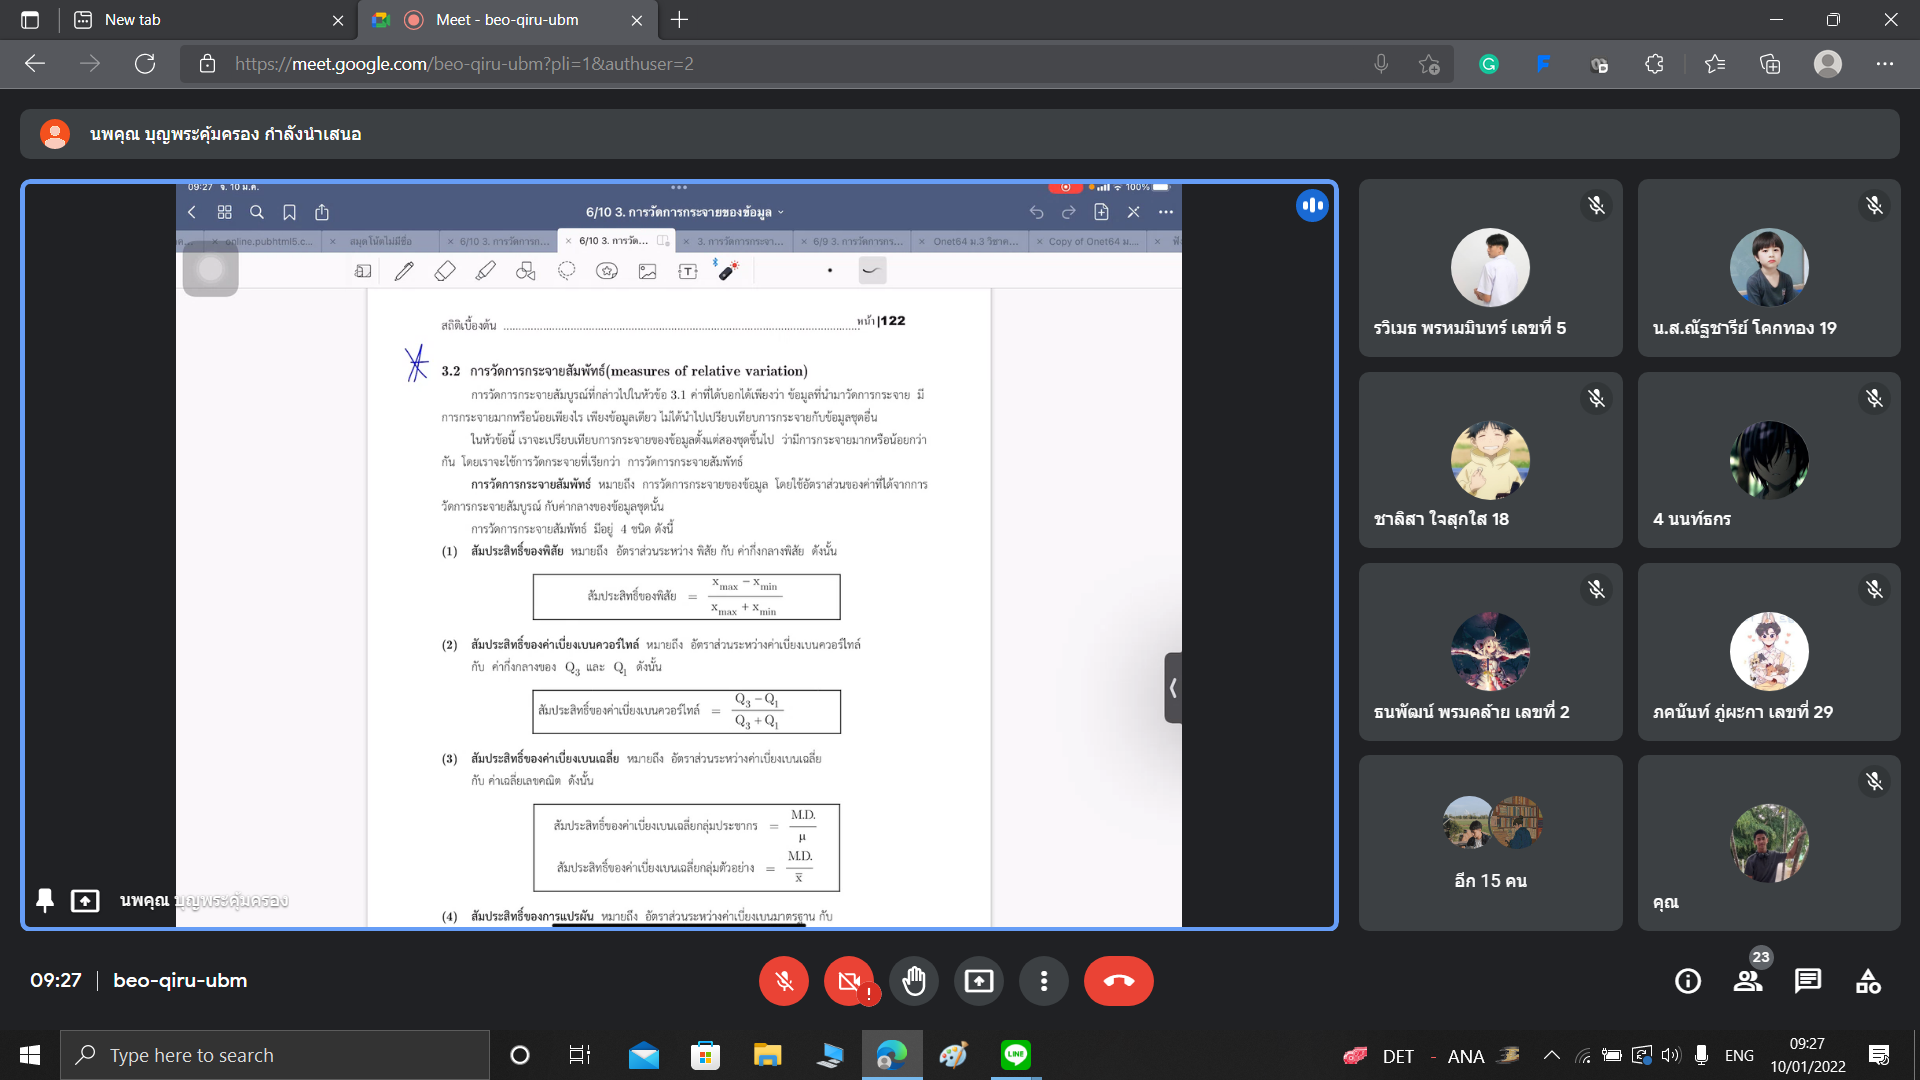 New tab
Meet - beo-qiru-ubm
https://meet.google.com/beo-qiru-ubm?pli=1&authuser=2
นพคุณ บุญพระคุ้มครอง กำลังนำเสนอ
09:27 จ. 10 ม.ค.
100%
6/10 3. การวัดการกระจายของข้อมูล
online.pubhtml5.c...
สมุดโน้ตไม่มีชื่อ
6/10 3. การวัดการก...
6/10 3. การวัด...
3. การวัดการกระจา...
6/9 3. การวัดการกร...
Onet64 ม.3 วิชาค...
Copy of Onet64 ม....
สถิติเบื้องต้น ........ หน้า|122
3.2 การวัดการกระจายสัมพัทธ์(measures of relative variation)
การวัดการกระจายสัมบูรณ์ที่กล่าวไปในหัวข้อ 3.1 ค่าที่ได้บอกได้เพียงว่า ข้อมูลที่นำมาวัดการกระจาย มี
การกระจายมากหรือน้อยเพียงไร เพียงข้อมูลเดียว ไม่ได้นำไปเปรียบเทียบการกระจายกับข้อมูลชุดอื่น
ในหัวข้อนี้ เราจะเปรียบเทียบการกระจายของข้อมูลตั้งแต่สองชุดขึ้นไป ว่ามีการกระจายมากหรือน้อยกว่า
กัน โดยเราจะใช้การวัดกระจายที่เรียกว่า การวัดการกระจายสัมพัทธ์
การวัดการกระจายสัมพัทธ์ หมายถึง การวัดการกระจายของข้อมูล โดยใช้อัตราส่วนของค่าที่ได้จากการ
วัดการกระจายสัมบูรณ์ กับค่ากลางของข้อมูลชุดนั้น
การวัดการกระจายสัมพัทธ์ มีอยู่ 4 ชนิด ดังนี้
(1) สัมประสิทธิ์ของพิสัย หมายถึง อัตราส่วนระหว่าง พิสัย กับ ค่ากึ่งกลางพิสัย ดังนั้น
สัมประสิทธิ์ของพิสัย = (x max − x min) / (x max + x min)
(2) สัมประสิทธิ์ของค่าเบี่ยงเบนควอร์ไทล์ หมายถึง อัตราส่วนระหว่างค่าเบี่ยงเบนควอร์ไทล์
กับ ค่ากึ่งกลางของ Q3 และ Q1 ดังนั้น
สัมประสิทธิ์ของค่าเบี่ยงเบนควอร์ไทล์ = (Q3 − Q1) / (Q3 + Q1)
(3) สัมประสิทธิ์ของค่าเบี่ยงเบนเฉลี่ย หมายถึง อัตราส่วนระหว่างค่าเบี่ยงเบนเฉลี่ย
กับ ค่าเฉลี่ยเลขคณิต ดังนั้น
สัมประสิทธิ์ของค่าเบี่ยงเบนเฉลี่ยกลุ่มประชากร = M.D. / μ
สัมประสิทธิ์ของค่าเบี่ยงเบนเฉลี่ยกลุ่มตัวอย่าง = M.D. / x̄
(4) สัมประสิทธิ์ของการแปรผัน หมายถึง อัตราส่วนระหว่างค่าเบี่ยงเบนมาตรฐาน กับ
นพคุณ บุญพระคุ้มครอง
รวิเมธ พรหมมินทร์ เลขที่ 5
น.ส.ณัฐชารีย์ โคกทอง 19
ชาลิสา ใจสุกใส 18
4 นนท์ธกร
ธนพัฒน์ พรมคล้าย เลขที่ 2
ภคนันท์ ภู่ผะกา เลขที่ 29
อีก 15 คน
คุณ
09:27 | beo-qiru-ubm
23
Type here to search
LINE
DET - ANA
ENG
09:27
10/01/2022